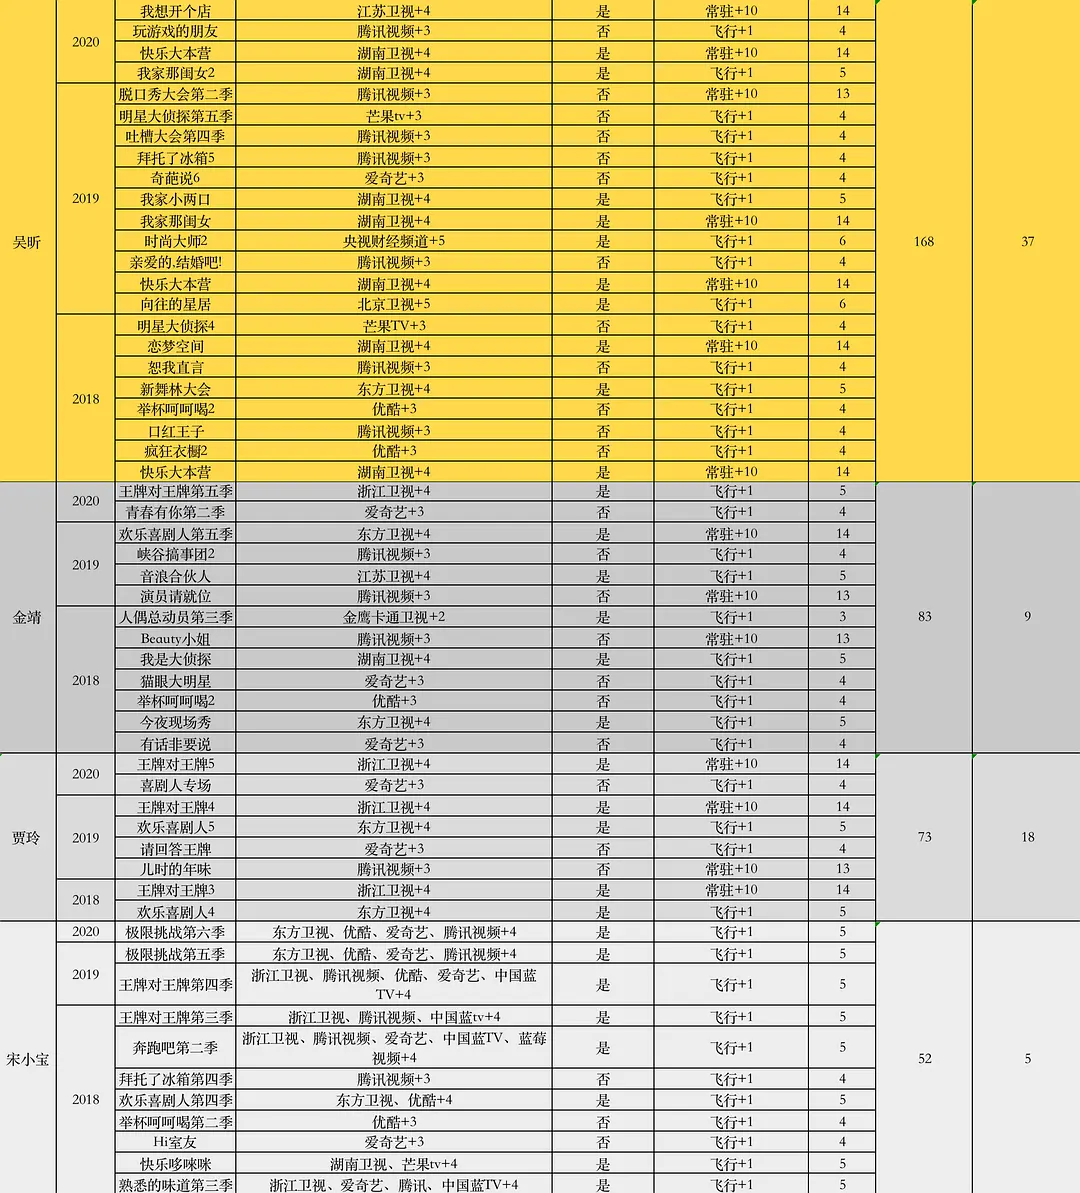 吴昕
2020
我想开个店 江苏卫视+4 是 常驻+10 14
玩游戏的朋友 腾讯视频+3 否 飞行+1 4
快乐大本营 湖南卫视+4 是 常驻+10 14
我家那闺女2 湖南卫视+4 是 飞行+1 5
2019
脱口秀大会第二季 腾讯视频+3 否 常驻+10 13
明星大侦探第五季 芒果tv+3 否 飞行+1 4
吐槽大会第四季 腾讯视频+3 否 飞行+1 4
拜托了冰箱5 腾讯视频+3 否 飞行+1 4
奇葩说6 爱奇艺+3 否 飞行+1 4
我家小两口 湖南卫视+4 是 飞行+1 5
我家那闺女 湖南卫视+4 是 常驻+10 14
时尚大师2 央视财经频道+5 是 飞行+1 6
亲爱的,结婚吧! 腾讯视频+3 否 飞行+1 4
快乐大本营 湖南卫视+4 是 常驻+10 14
向往的星居 北京卫视+5 是 飞行+1 6
2018
明星大侦探4 芒果TV+3 否 飞行+1 4
恋梦空间 湖南卫视+4 是 常驻+10 14
恕我直言 腾讯视频+3 否 飞行+1 4
新舞林大会 东方卫视+4 是 飞行+1 5
举杯呵呵喝2 优酷+3 否 飞行+1 4
口红王子 腾讯视频+3 否 飞行+1 4
疯狂衣橱2 优酷+3 否 飞行+1 4
快乐大本营 湖南卫视+4 是 常驻+10 14
168 37
金靖
2020
王牌对王牌第五季 浙江卫视+4 是 飞行+1 5
青春有你第二季 爱奇艺+3 否 飞行+1 4
2019
欢乐喜剧人第五季 东方卫视+4 是 常驻+10 14
峡谷搞事团2 腾讯视频+3 否 飞行+1 4
音浪合伙人 江苏卫视+4 是 飞行+1 5
演员请就位 腾讯视频+3 否 常驻+10 13
2018
人偶总动员第三季 金鹰卡通卫视+2 是 飞行+1 3
Beauty小姐 腾讯视频+3 否 常驻+10 13
我是大侦探 湖南卫视+4 是 飞行+1 5
猫眼大明星 爱奇艺+3 否 飞行+1 4
举杯呵呵喝2 优酷+3 否 飞行+1 4
今夜现场秀 东方卫视+4 是 飞行+1 5
有话非要说 爱奇艺+3 否 飞行+1 4
83 9
贾玲
2020
王牌对王牌5 浙江卫视+4 是 常驻+10 14
喜剧人专场 爱奇艺+3 否 飞行+1 4
2019
王牌对王牌4 浙江卫视+4 是 常驻+10 14
欢乐喜剧人5 东方卫视+4 是 飞行+1 5
请回答王牌 爱奇艺+3 否 飞行+1 4
儿时的年味 腾讯视频+3 否 常驻+10 13
2018
王牌对王牌3 浙江卫视+4 是 常驻+10 14
欢乐喜剧人4 东方卫视+4 是 飞行+1 5
73 18
宋小宝
2020
极限挑战第六季 东方卫视、优酷、爱奇艺、腾讯视频+4 是 飞行+1 5
2019
极限挑战第五季 东方卫视、优酷、爱奇艺、腾讯视频+4 是 飞行+1 5
王牌对王牌第四季 浙江卫视、腾讯视频、优酷、爱奇艺、中国蓝
TV+4 是 飞行+1 5
2018
王牌对王牌第三季 浙江卫视、腾讯视频、中国蓝tv+4 是 飞行+1 5
奔跑吧第二季 浙江卫视、腾讯视频、爱奇艺、中国蓝TV、蓝莓
视频+4 是 飞行+1 5
拜托了冰箱第四季 腾讯视频+3 否 飞行+1 4
欢乐喜剧人第四季 东方卫视、优酷+4 是 飞行+1 5
举杯呵呵喝第二季 优酷+3 否 飞行+1 4
Hi室友 爱奇艺+3 否 飞行+1 4
快乐哆唻咪 湖南卫视、芒果tv+4 是 飞行+1 5
熟悉的味道第三季 浙江卫视、爱奇艺、腾讯、中国蓝TV+4 是 飞行+1 5
52 5